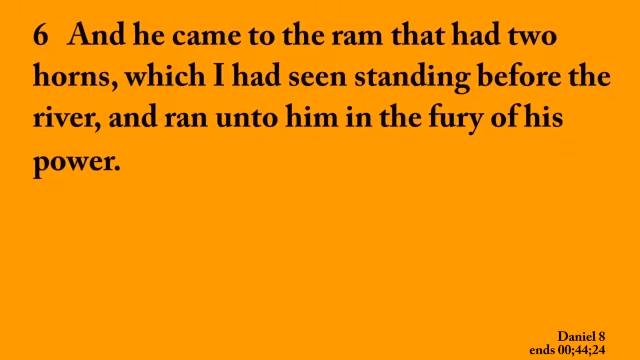 6 And he came to the ram that had two
horns, which I had seen standing before the
river, and ran unto him in the fury of his
power.
Daniel 8
ends 00;44;24